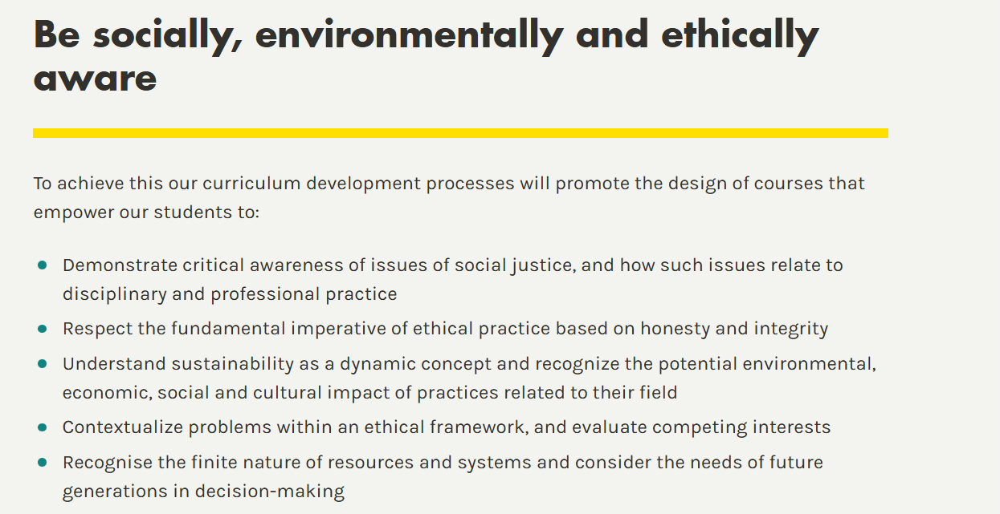 Be socially, environmentally and ethically
aware
To achieve this our curriculum development processes will promote the design of courses that
empower our students to:
Demonstrate critical awareness of issues of social justice, and how such issues relate to
disciplinary and professional practice
Respect the fundamental imperative of ethical practice based on honesty and integrity
Understand sustainability as a dynamic concept and recognize the potential environmental,
economic, social and cultural impact of practices related to their field
Contextualize problems within an ethical framework, and evaluate competing interests
Recognise the finite nature of resources and systems and consider the needs of future
generations in decision-making